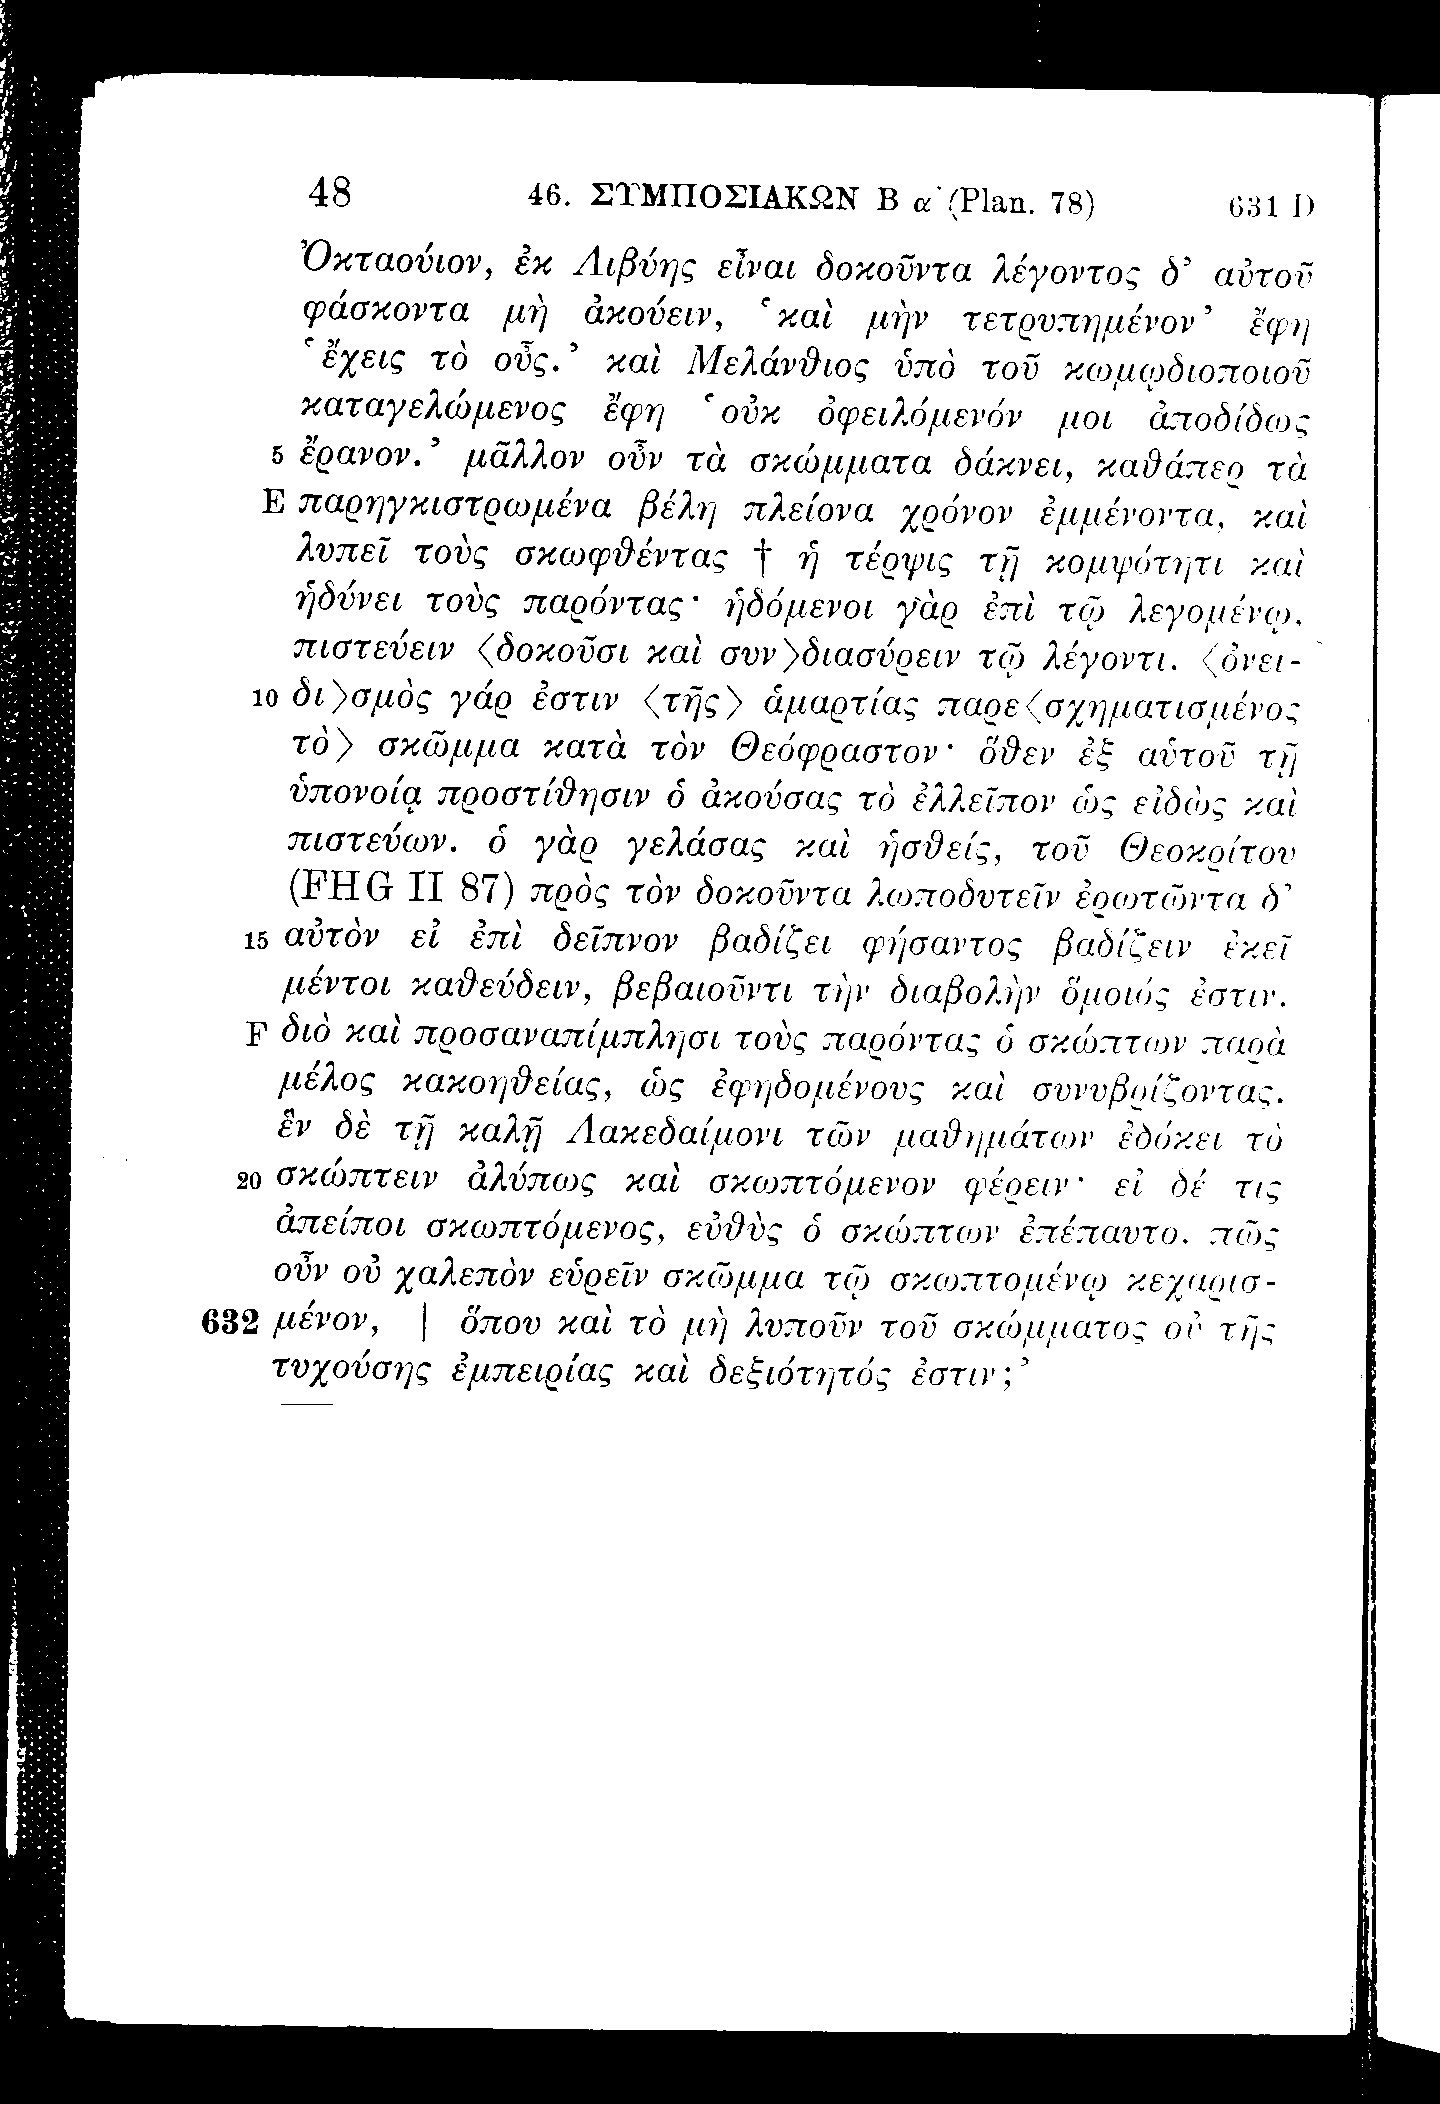 48 46. ΣΥΜΠΟΣΙΑΚΩΝ Β α' (Plan. 78) 631 D
Ὀκταούιον, ἐκ Λιβύης εἶναι δοκοῦντα λέγοντος δ’ αὐτοῦ
φάσκοντα μὴ ἀκούειν, ‘καὶ μὴν τετρυπημένον’ ἔφη
‘ἔχεις τὸ οὖς.’ καὶ Μελάνθιος ὑπὸ τοῦ κωμῳδιοποιοῦ
καταγελώμενος ἔφη ‘οὐκ ὀφειλόμενόν μοι ἀποδίδως
5 ἔρανον.’ μᾶλλον οὖν τὰ σκώμματα δάκνει, καθάπερ τὰ
E παρηγκιστρωμένα βέλη πλείονα χρόνον ἐμμένοντα, καὶ
λυπεῖ τοὺς σκωφθέντας † ἡ τέρψις τῇ κομψότητι καὶ
ἡδύνει τοὺς παρόντας· ἡδόμενοι γὰρ ἐπὶ τῷ λεγομένῳ,
πιστεύειν ⟨δοκοῦσι καὶ συν⟩διασύρειν τῷ λέγοντι. ⟨ὀνει-
10 δι⟩σμὸς γάρ ἐστιν ⟨τῆς⟩ ἁμαρτίας παρε⟨σχηματισμένος
τὸ⟩ σκῶμμα κατὰ τὸν Θεόφραστον· ὅθεν ἐξ αὑτοῦ τῇ
ὑπονοίᾳ προστίθησιν ὁ ἀκούσας τὸ ἐλλεῖπον ὡς εἰδὼς καὶ
πιστεύων. ὁ γὰρ γελάσας καὶ ἡσθείς, τοῦ Θεοκρίτου
(FHG II 87) πρὸς τὸν δοκοῦντα λωποδυτεῖν ἐρωτῶντα δ’
15 αὐτὸν εἰ ἐπὶ δεῖπνον βαδίζει φήσαντος βαδίζειν ἐκεῖ
μέντοι καθεύδειν, βεβαιοῦντι τὴν διαβολὴν ὅμοιός ἐστιν.
F διὸ καὶ προσαναπίμπλησι τοὺς παρόντας ὁ σκώπτων παρὰ
μέλος κακοηθείας, ὡς ἐφηδομένους καὶ συνυβρίζοντας.
ἓν δὲ τῇ καλῇ Λακεδαίμονι τῶν μαθημάτων ἐδόκει τὸ
20 σκώπτειν ἀλύπως καὶ σκωπτόμενον φέρειν· εἰ δέ τις
ἀπείποι σκωπτόμενος, εὐθὺς ὁ σκώπτων ἐπέπαυτο. πῶς
οὖν οὐ χαλεπὸν εὑρεῖν σκῶμμα τῷ σκωπτομένῳ κεχαρισ-
632 μένον, | ὅπου καὶ τὸ μὴ λυποῦν τοῦ σκώμματος οὐ τῆς
τυχούσης ἐμπειρίας καὶ δεξιότητός ἐστιν;’